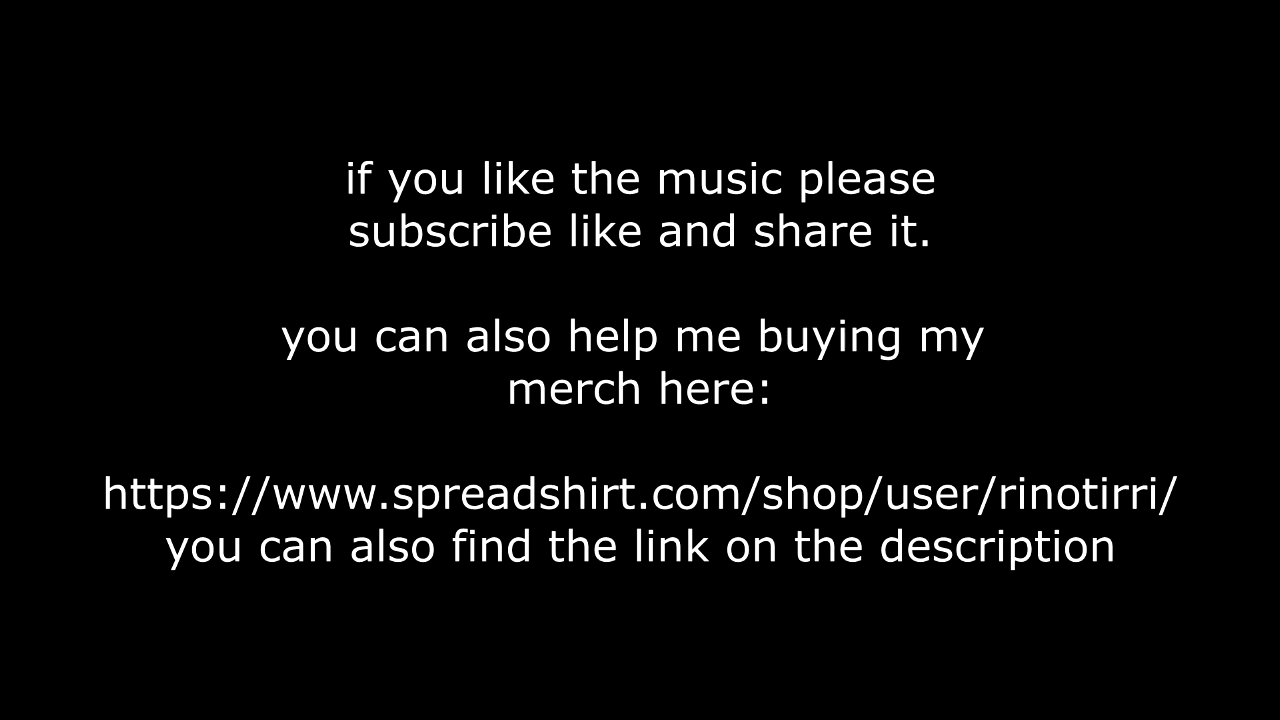 if you like the music please
subscribe like and share it.
you can also help me buying my
merch here:
https://www.spreadshirt.com/shop/user/rinotirri/
you can also find the link on the description